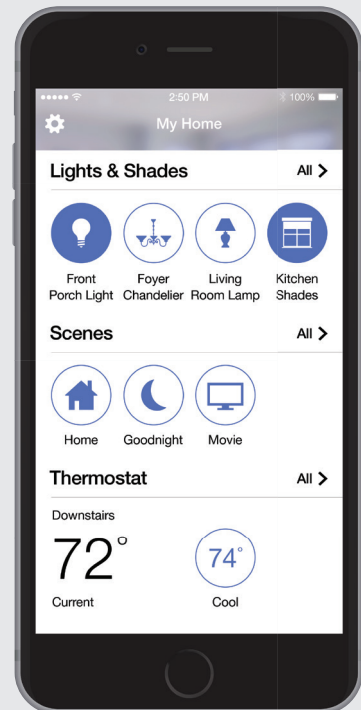 2:50 PM
100%
My Home
Lights & Shades
All >
Front
Porch Light
Foyer
Chandelier
Living
Room Lamp
Kitchen
Shades
Scenes
All >
Home
Goodnight
Movie
Thermostat
All >
Downstairs
72°
74°
Current
Cool